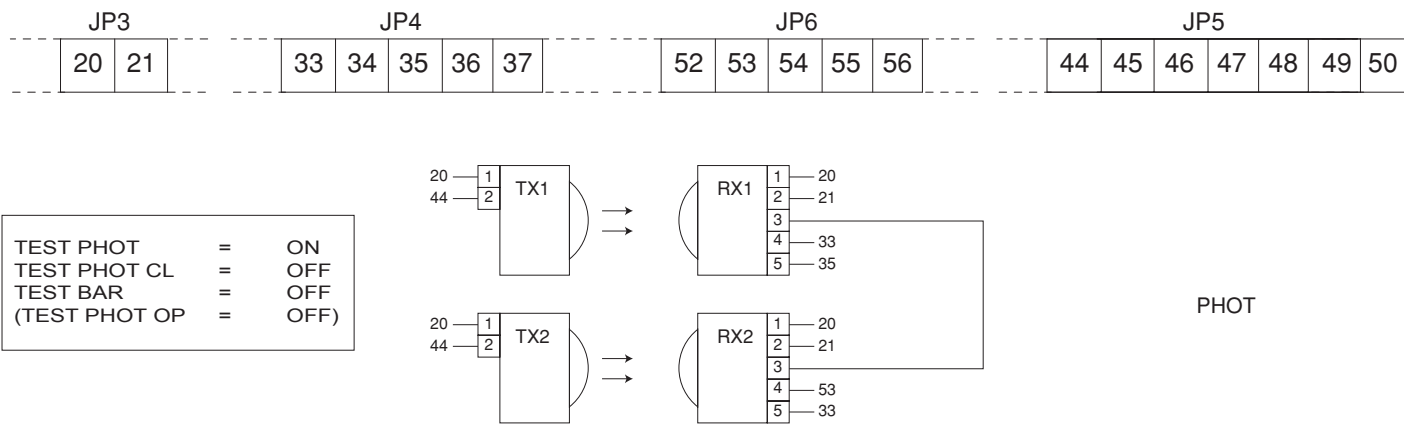 JP3 JP4 JP6 JP5
20 21 33 34 35 36 37 52 53 54 55 56 44 45 46 47 48 49 50
20 1 TX1 RX1 1 20
44 2 2 21
3
4 33
5 35
TEST PHOT = ON
TEST PHOT CL = OFF
TEST BAR = OFF
(TEST PHOT OP = OFF)
PHOT
20 1 TX2 RX2 1 20
44 2 2 21
3
4 53
5 33